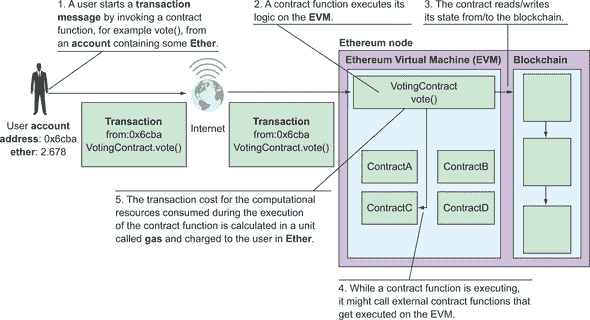 1. A user starts a transaction
message by invoking a contract
function, for example vote(), from
an account containing some Ether.
2. A contract function executes its
logic on the EVM.
3. The contract reads/writes
its state from/to the blockchain.
Ethereum node
Ethereum Virtual Machine (EVM)
Blockchain
VotingContract
vote()
User account
address: 0x6cba
ether: 2.678
Transaction
from:0x6cba
VotingContract.vote()
Internet
Transaction
from:0x6cba
VotingContract.vote()
ContractA
ContractB
ContractC
ContractD
5. The transaction cost for the computational
resources consumed during the execution
of the contract function is calculated in a unit
called gas and charged to the user in Ether.
4. While a contract function is executing,
it might call external contract functions that
get executed on the EVM.